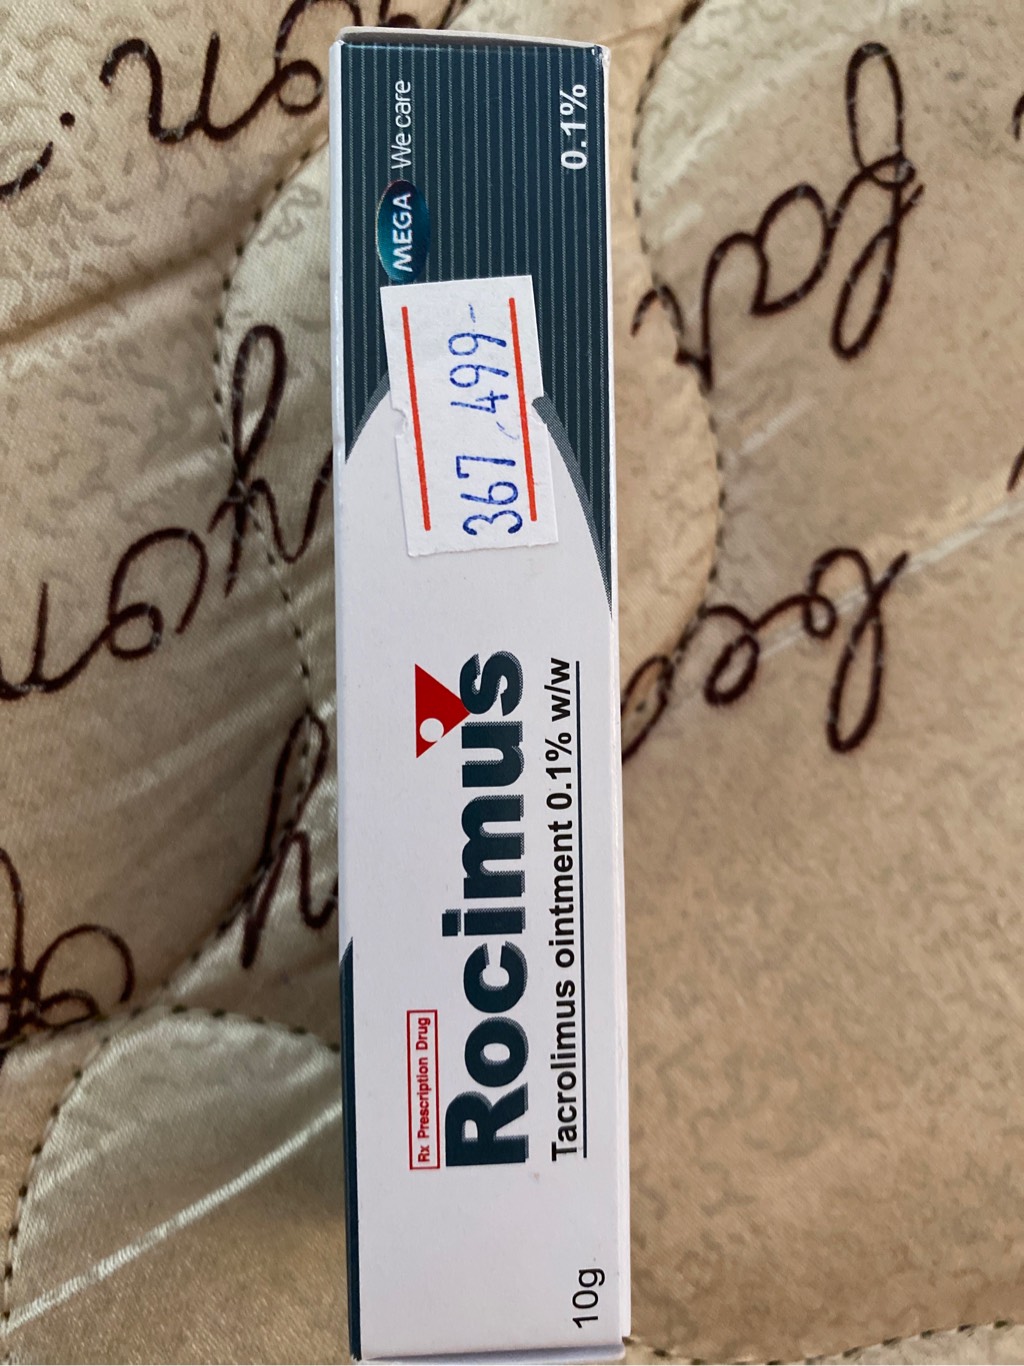 MEGA We care
0.1%
367,499-
Rx Prescription Drug
Rocimus
Tacrolimus ointment 0.1% w/w
10g